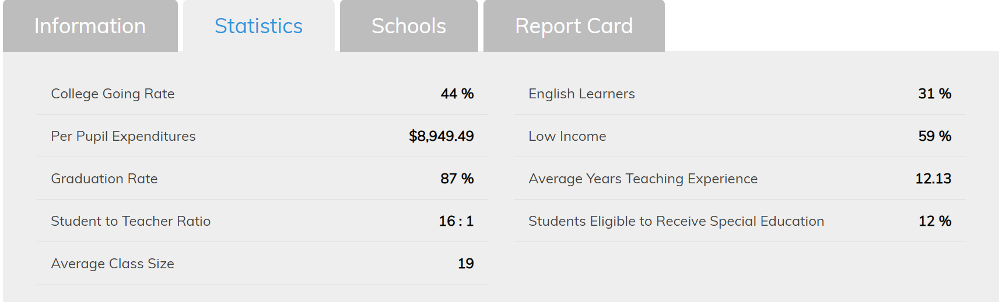 Information Statistics Schools Report Card
College Going Rate 44 %
Per Pupil Expenditures $8,949.49
Graduation Rate 87 %
Student to Teacher Ratio 16 : 1
Average Class Size 19
English Learners 31 %
Low Income 59 %
Average Years Teaching Experience 12.13
Students Eligible to Receive Special Education 12 %